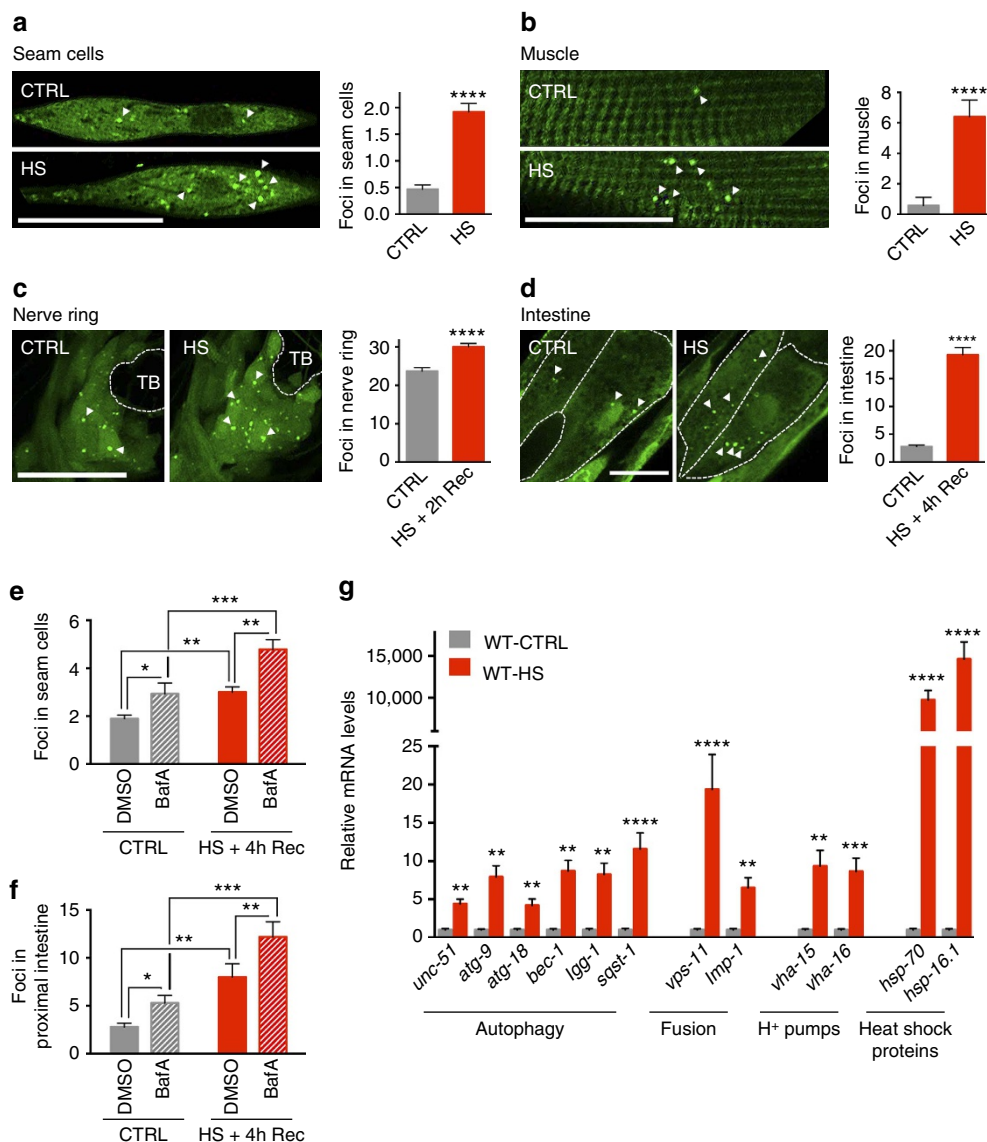 a
Seam cells
CTRL
HS
Foci in seam cells
2.0
1.5
1.0
0.5
0.0
****
CTRL
HS
b
Muscle
CTRL
HS
Foci in muscle
8
6
4
2
0
****
CTRL
HS
c
Nerve ring
CTRL
TB
HS
TB
Foci in nerve ring
30
20
10
0
****
CTRL
HS + 2h Rec
d
Intestine
CTRL
HS
Foci in intestine
20
15
10
5
0
****
CTRL
HS + 4h Rec
e
Foci in seam cells
6
4
2
0
***
**
**
*
DMSO
BafA
DMSO
BafA
CTRL
HS + 4h Rec
f
Foci in
proximal intestine
15
10
5
0
***
**
**
*
DMSO
BafA
DMSO
BafA
CTRL
HS + 4h Rec
g
WT-CTRL
WT-HS
Relative mRNA levels
15,000
10,000
25
20
15
10
5
0
** ** ** ** ** **** **** ** ** *** **** ****
unc-51
atg-9
atg-18
bec-1
lgg-1
sqst-1
vps-11
lmp-1
vha-15
vha-16
hsp-70
hsp-16.1
Autophagy
Fusion
H⁺ pumps
Heat shock
proteins